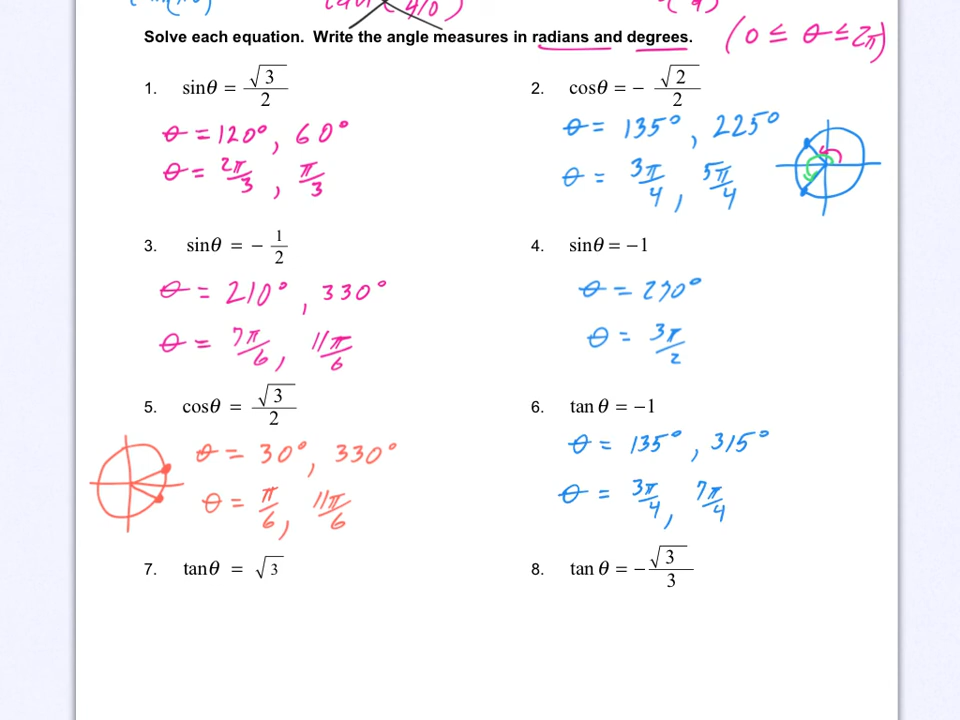 Solve each equation. Write the angle measures in radians and degrees. (0 ≤ θ ≤ 2π)
1. sinθ = √3/2
θ = 120°, 60°
θ = 2π/3, π/3
2. cosθ = − √2/2
θ = 135°, 225°
θ = 3π/4, 5π/4
3. sinθ = − 1/2
θ = 210°, 330°
θ = 7π/6, 11π/6
4. sinθ = −1
θ = 270°
θ = 3π/2
5. cosθ = √3/2
θ = 30°, 330°
θ = π/6, 11π/6
6. tan θ = −1
θ = 135°, 315°
θ = 3π/4, 7π/4
7. tanθ = √3
8. tan θ = −√3/3